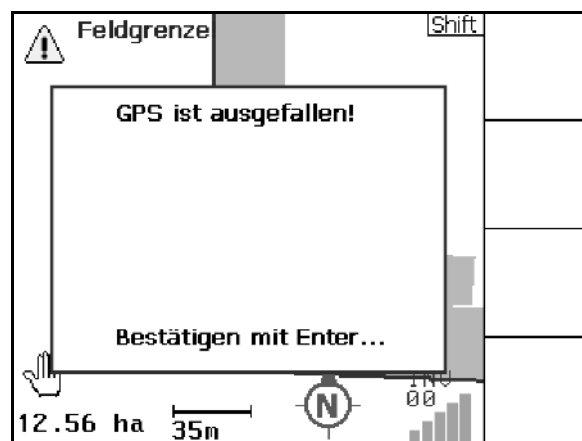 Feldgrenze
Shift
GPS ist ausgefallen!
Bestätigen mit Enter...
00
12.56 ha
35m
N